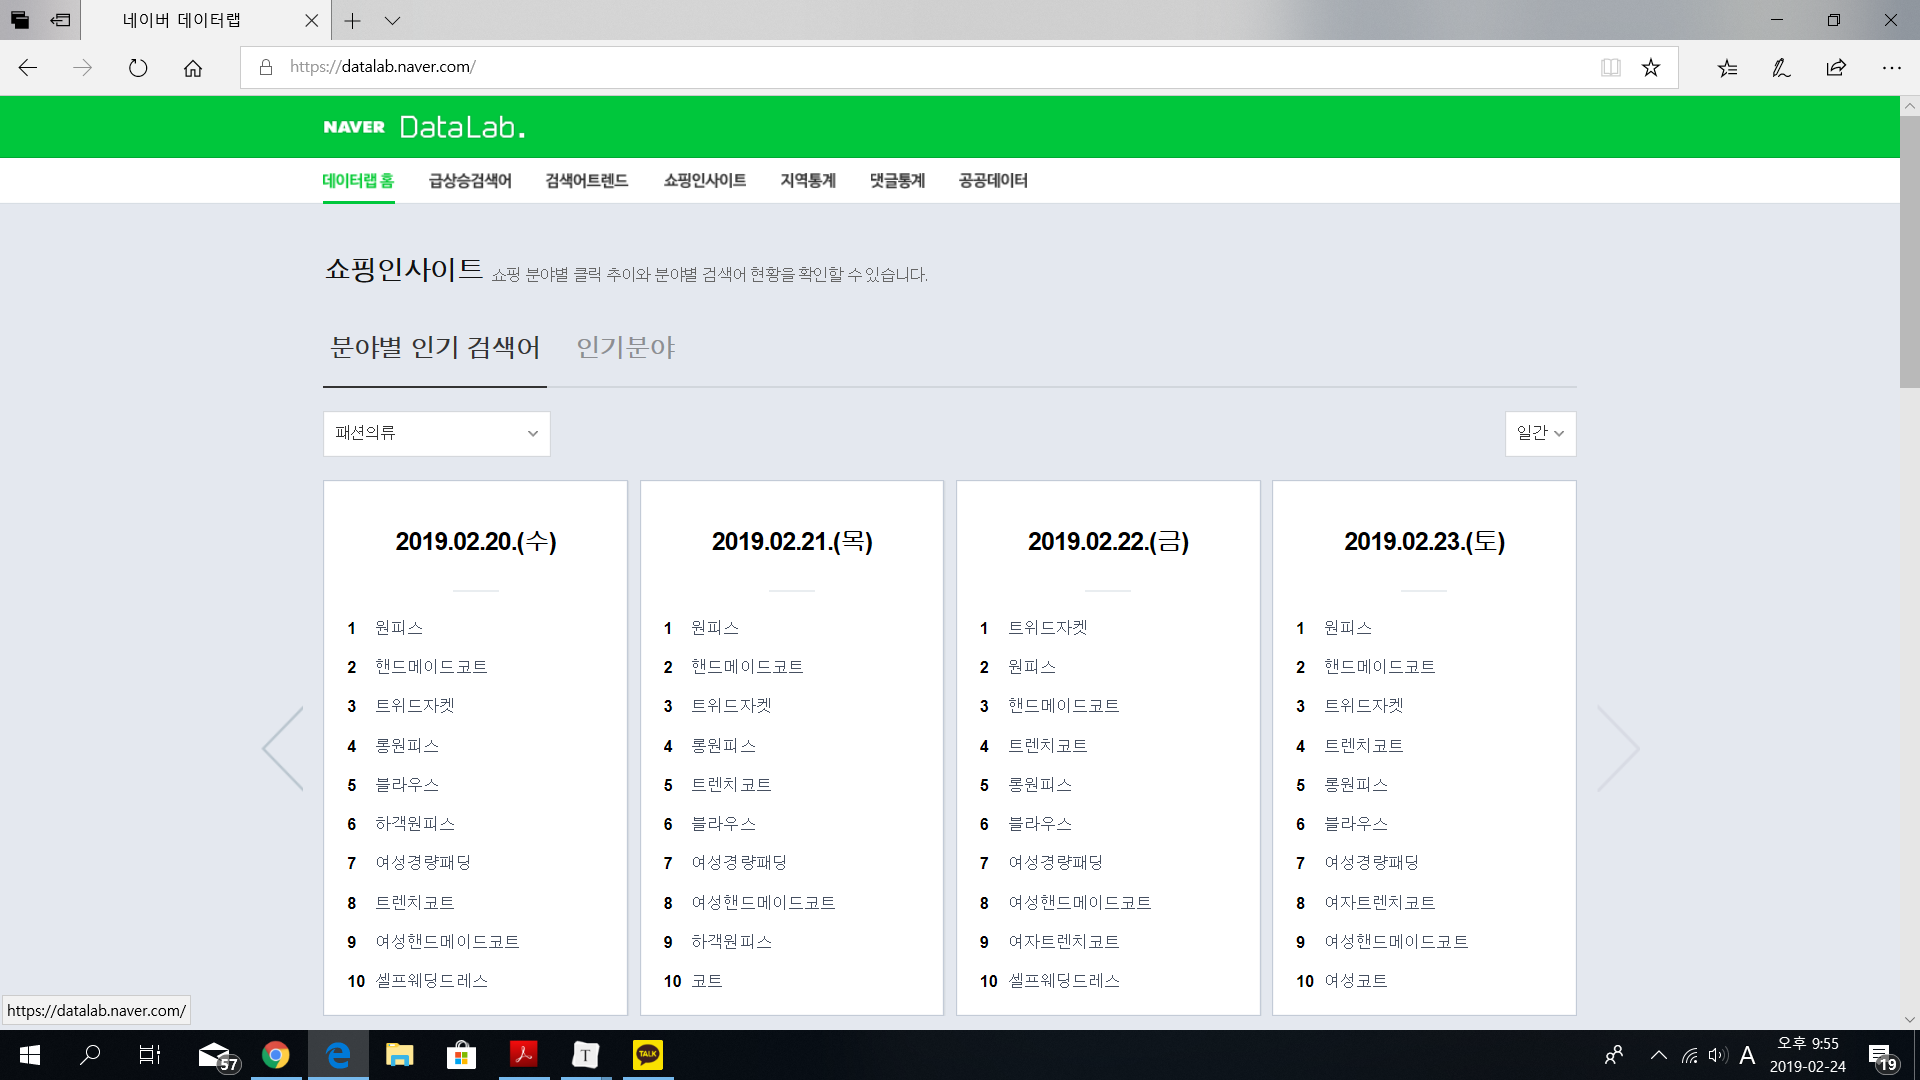 네이버 데이터랩
https://datalab.naver.com/
NAVER DataLab.
데이터랩 홈 급상승검색어 검색어트렌드 쇼핑인사이트 지역통계 댓글통계 공공데이터
쇼핑인사이트 쇼핑 분야별 클릭 추이와 분야별 검색어 현황을 확인할 수 있습니다.
분야별 인기 검색어 인기분야
패션의류 일간
2019.02.20.(수)
1 원피스
2 핸드메이드코트
3 트위드자켓
4 롱원피스
5 블라우스
6 하객원피스
7 여성경량패딩
8 트렌치코트
9 여성핸드메이드코트
10 셀프웨딩드레스
2019.02.21.(목)
1 원피스
2 핸드메이드코트
3 트위드자켓
4 롱원피스
5 트렌치코트
6 블라우스
7 여성경량패딩
8 여성핸드메이드코트
9 하객원피스
10 코트
2019.02.22.(금)
1 트위드자켓
2 원피스
3 핸드메이드코트
4 트렌치코트
5 롱원피스
6 블라우스
7 여성경량패딩
8 여성핸드메이드코트
9 여자트렌치코트
10 셀프웨딩드레스
2019.02.23.(토)
1 원피스
2 핸드메이드코트
3 트위드자켓
4 트렌치코트
5 롱원피스
6 블라우스
7 여성경량패딩
8 여자트렌치코트
9 여성핸드메이드코트
10 여성코트
https://datalab.naver.com/
57
T
TALK
A
오후 9:55
2019-02-24
19